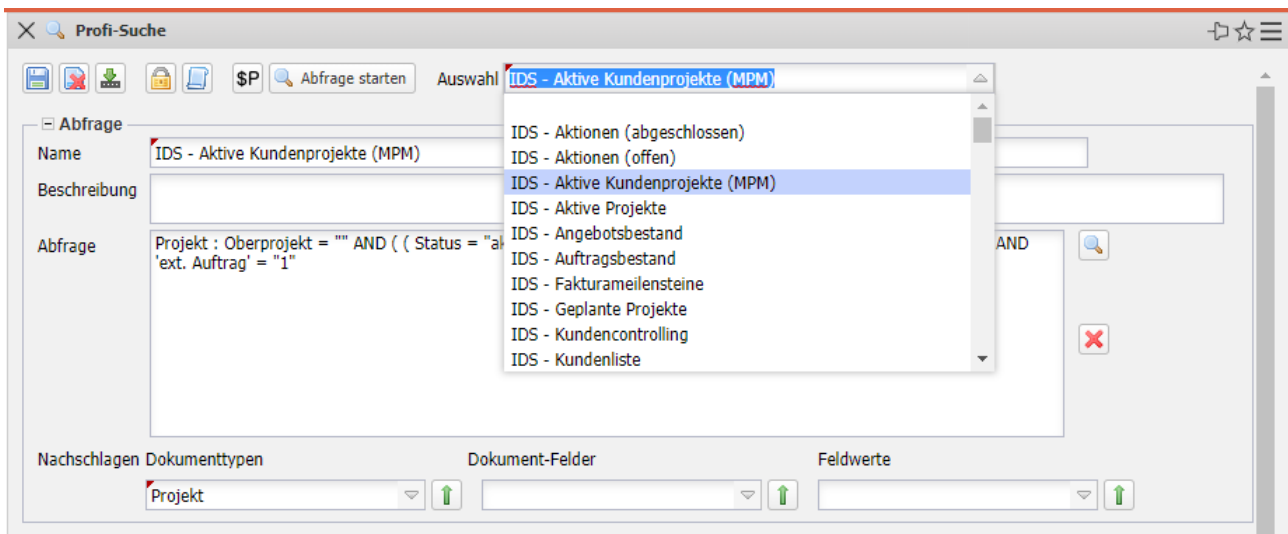 Profi-Suche
$P Abfrage starten Auswahl IDS - Aktive Kundenprojekte (MPM)
Abfrage
Name IDS - Aktive Kundenprojekte (MPM)
Beschreibung
Abfrage Projekt : Oberprojekt = "" AND ( ( Status = "ak AND
'ext. Auftrag' = "1"
IDS - Aktionen (abgeschlossen)
IDS - Aktionen (offen)
IDS - Aktive Kundenprojekte (MPM)
IDS - Aktive Projekte
IDS - Angebotsbestand
IDS - Auftragsbestand
IDS - Fakturameilensteine
IDS - Geplante Projekte
IDS - Kundencontrolling
IDS - Kundenliste
Nachschlagen Dokumenttypen Dokument-Felder Feldwerte
Projekt